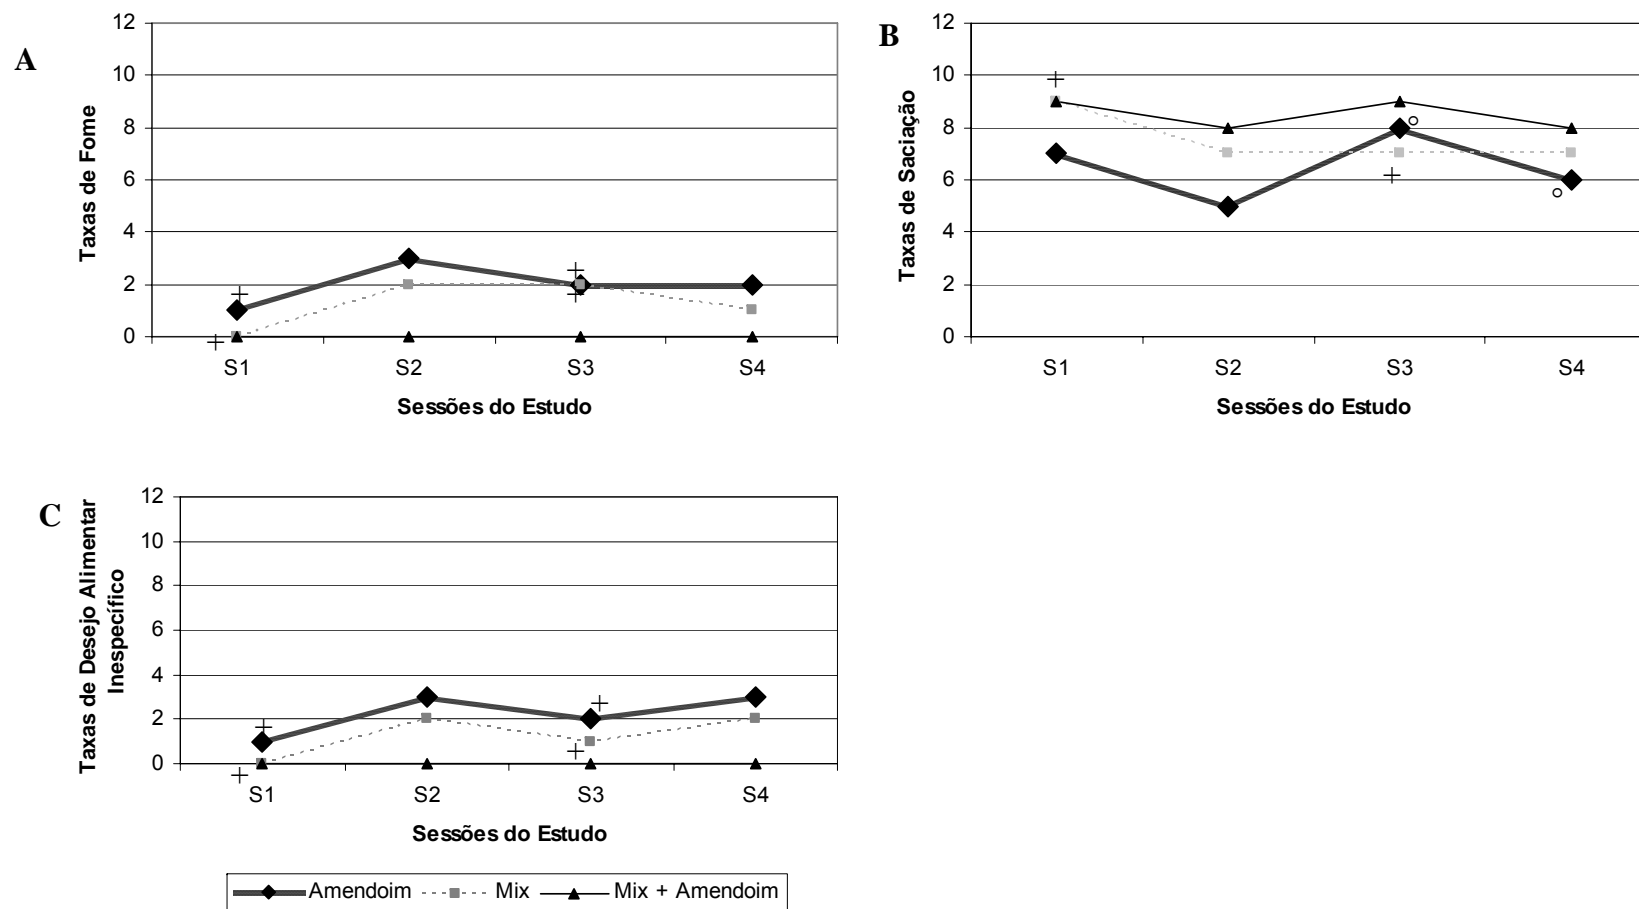 A
Taxas de Fome
12
10
8
6
4
2
0
S1 S2 S3 S4
Sessões do Estudo
B
Taxas de Saciação
12
10
8
6
4
2
0
S1 S2 S3 S4
Sessões do Estudo
C
Taxas de Desejo Alimentar
Inespecífico
12
10
8
6
4
2
0
S1 S2 S3 S4
Sessões do Estudo
Amendoim Mix Mix + Amendoim